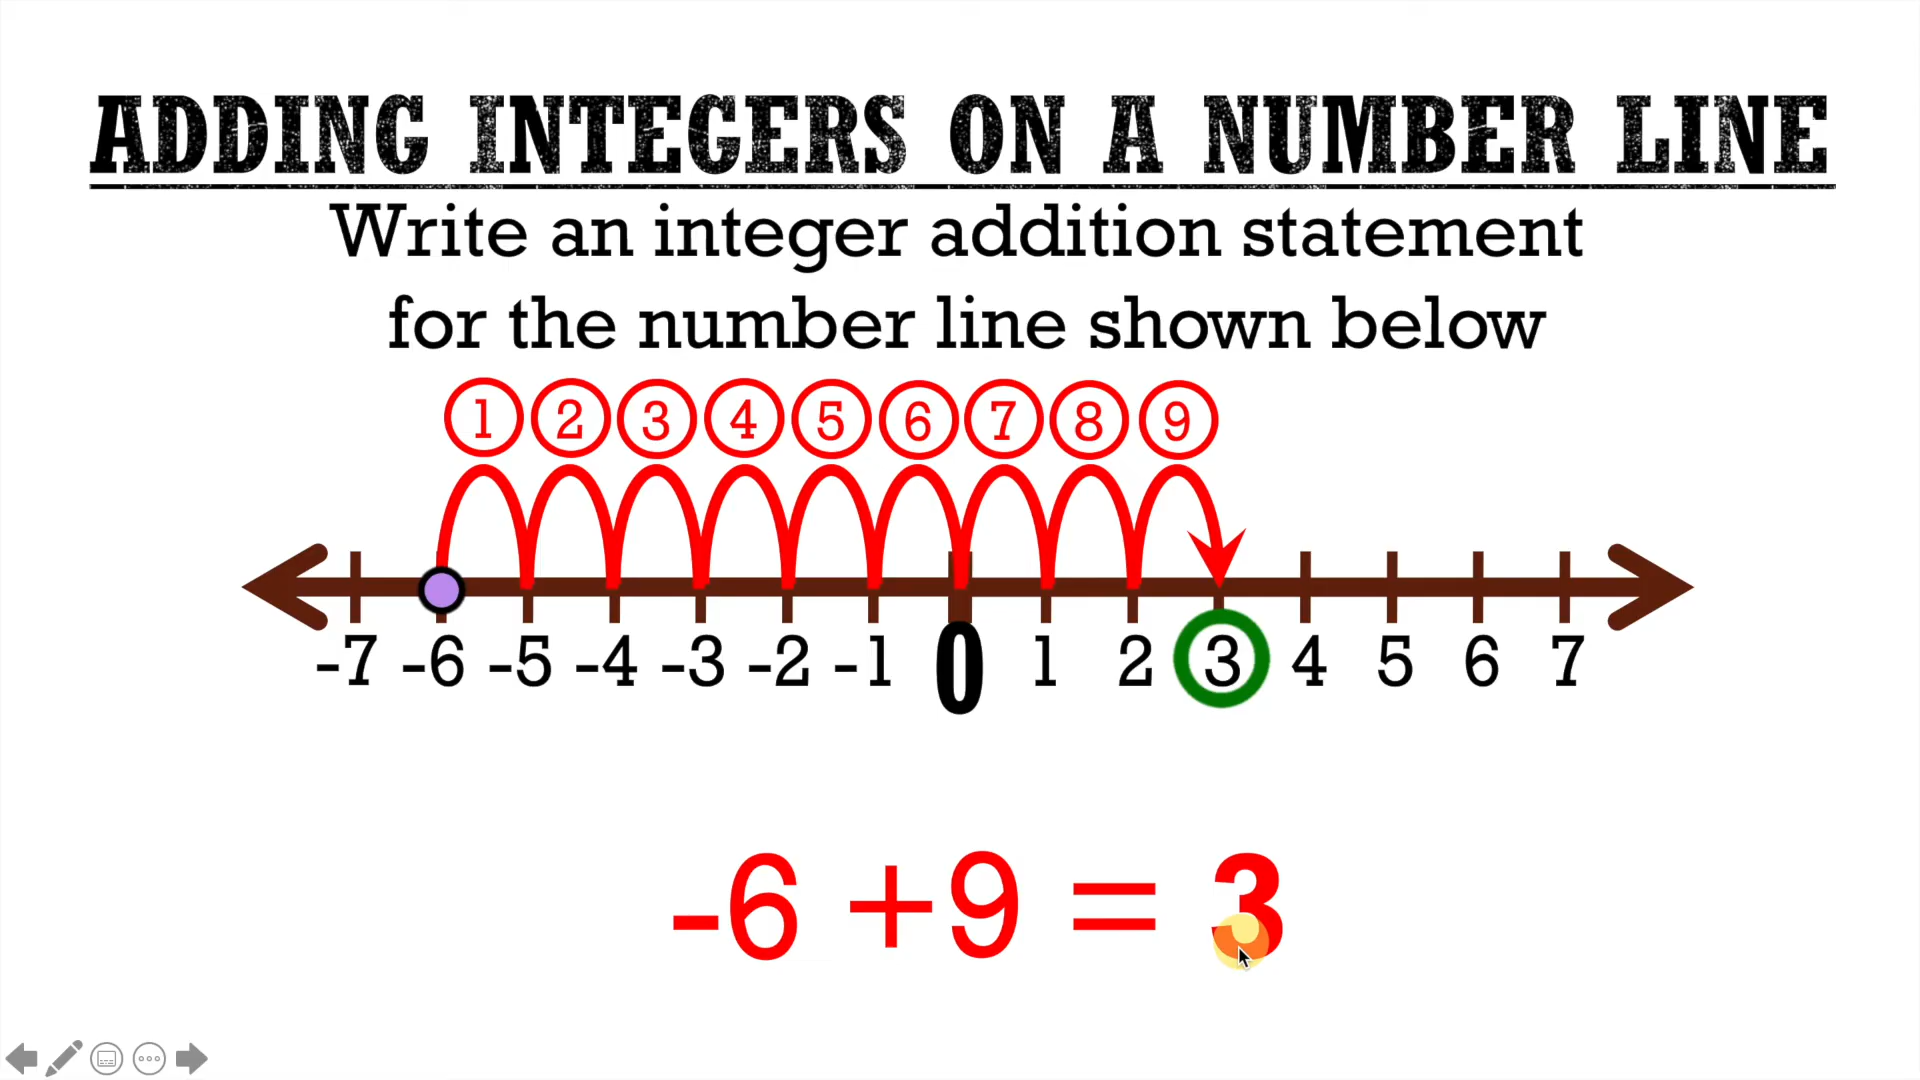 ADDING INTEGERS ON A NUMBER LINE
Write an integer addition statement
for the number line shown below
1 2 3 4 5 6 7 8 9
-7 -6 -5 -4 -3 -2 -1 0 1 2 3 4 5 6 7
-6 +9 = 3